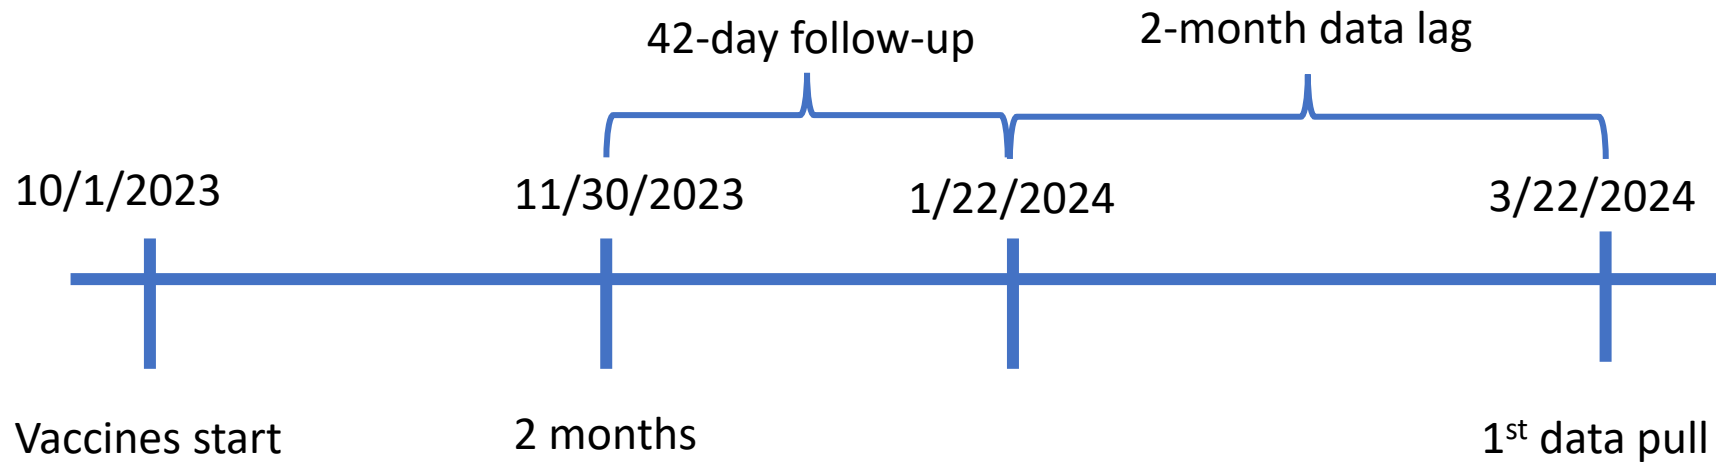 42-day follow-up
2-month data lag
10/1/2023
11/30/2023
1/22/2024
3/22/2024
Vaccines start
2 months
1st data pull